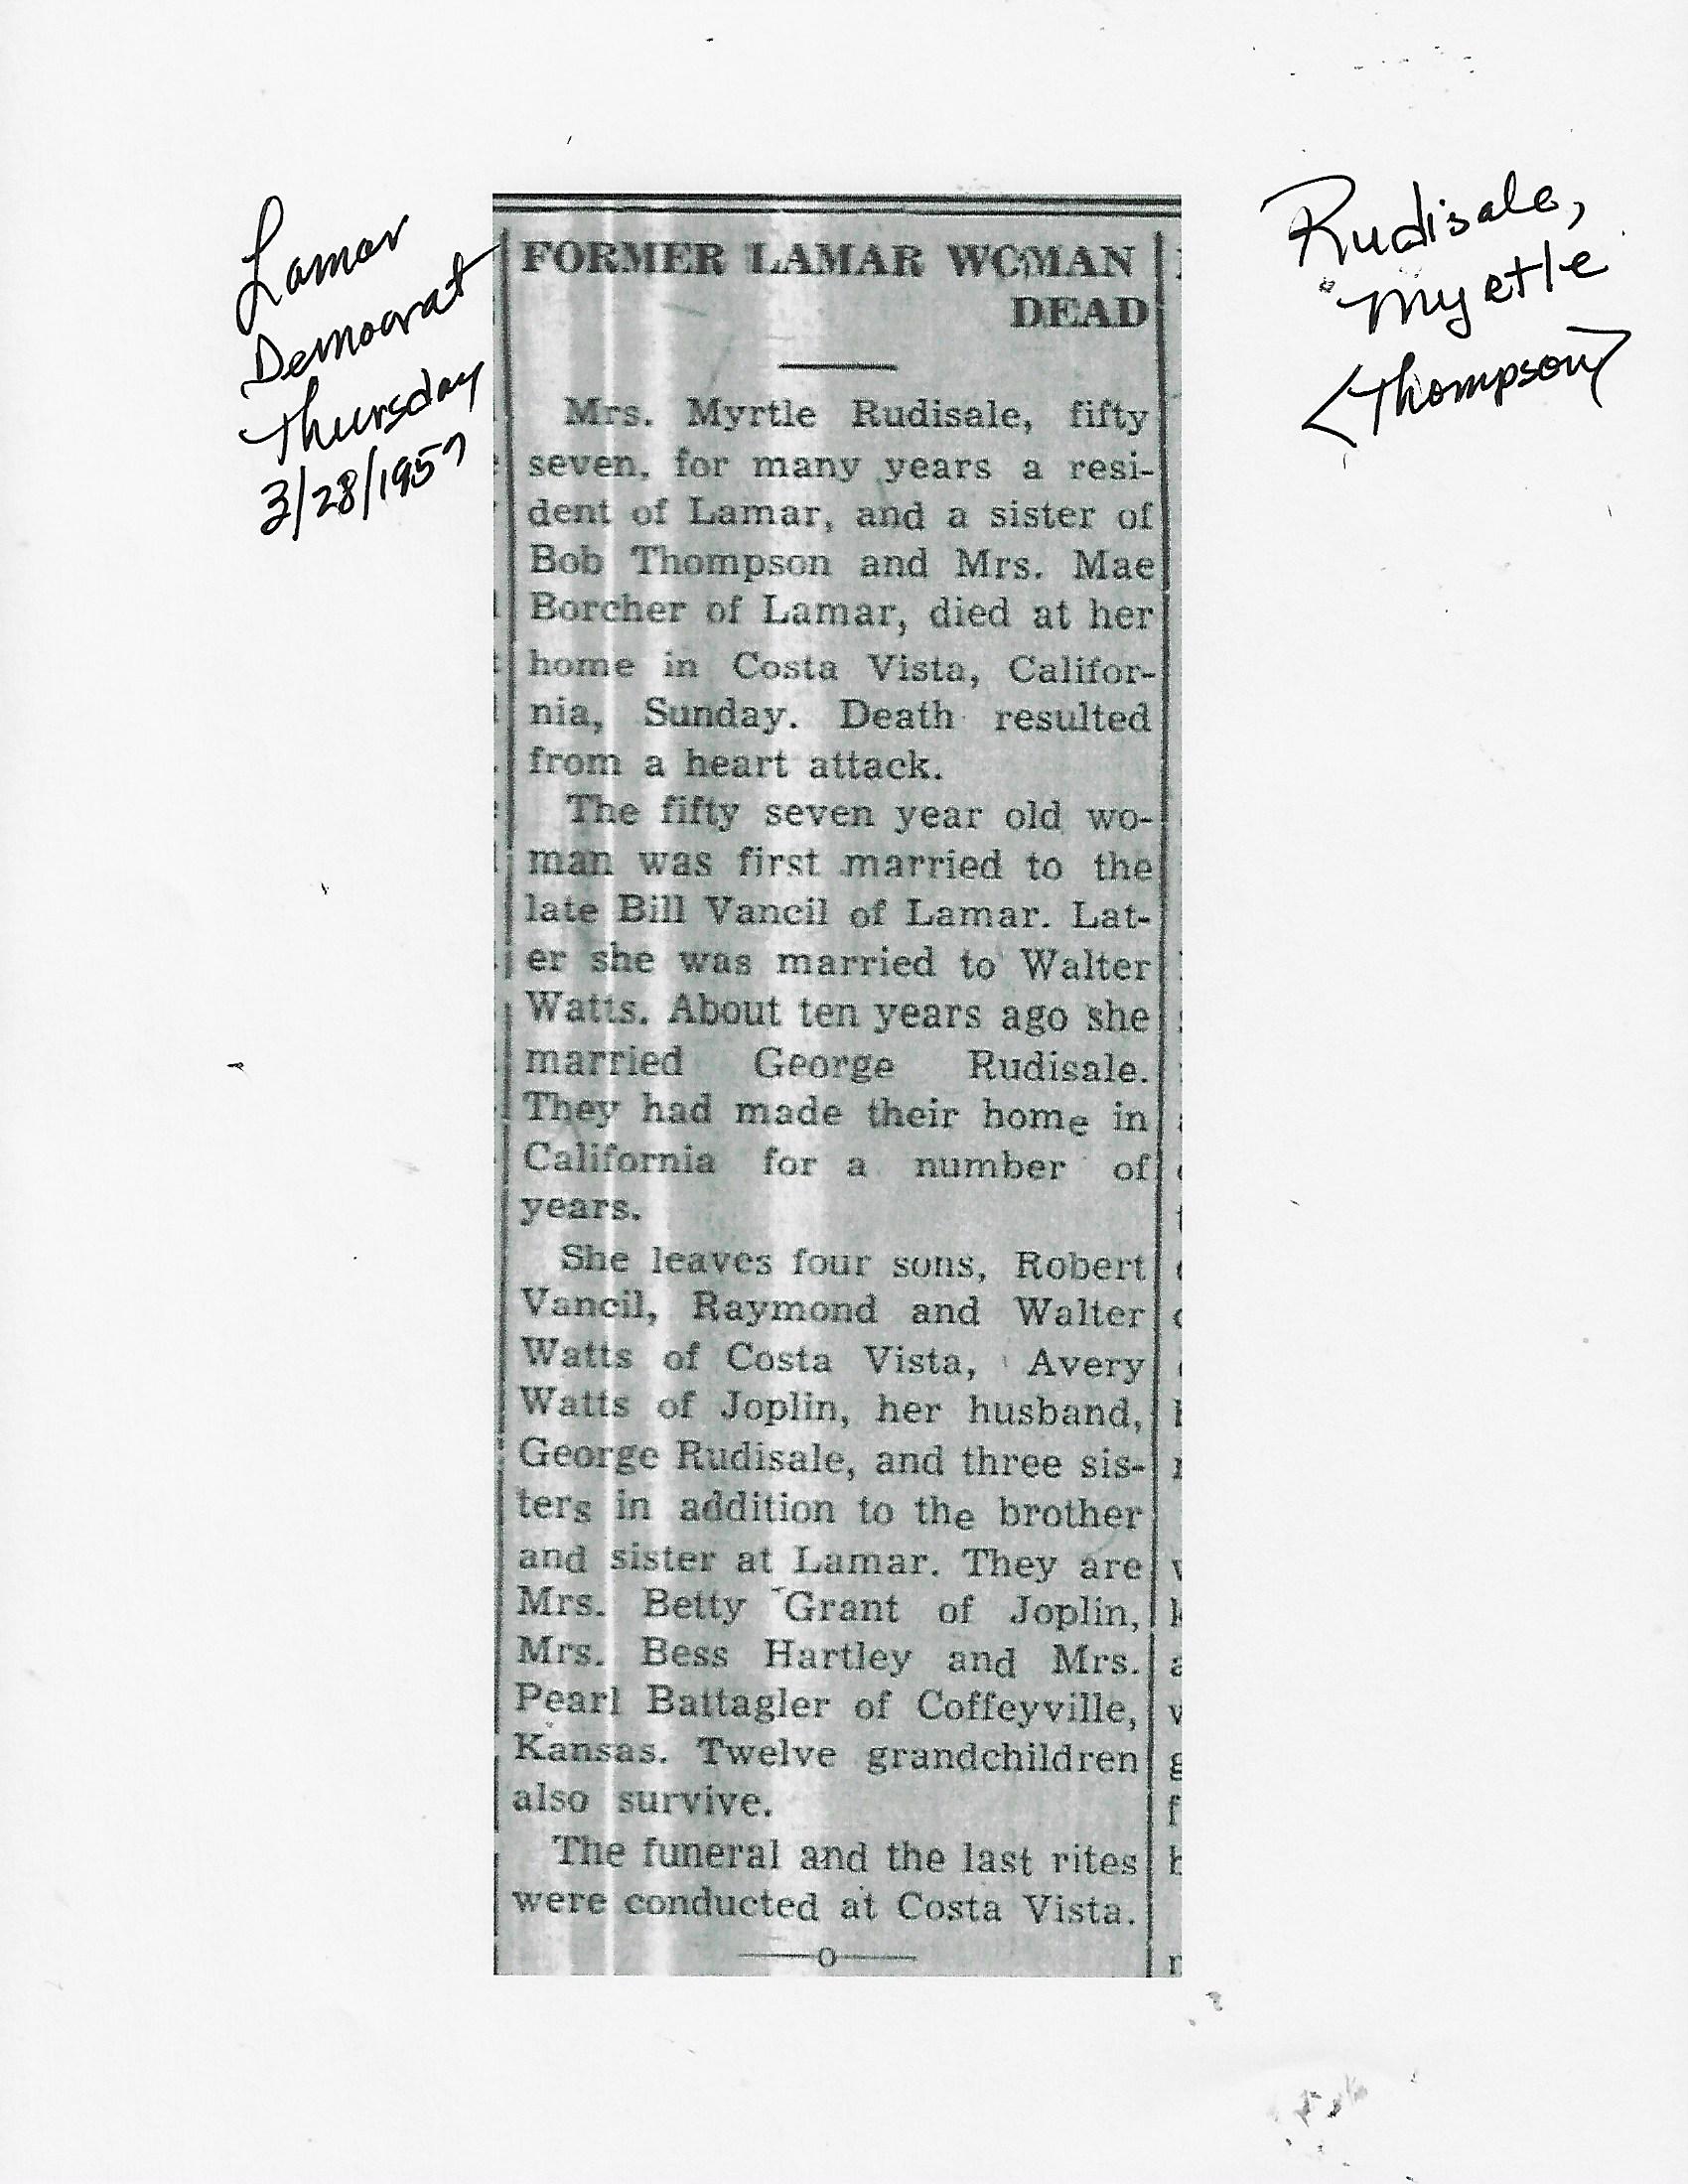 Lamar
Democrat
Thursday
3/28/1957
Rudisale,
Myrtle
<Thompson>
FORMER LAMAR WOMAN
DEAD
Mrs. Myrtle Rudisale, fifty
seven, for many years a resi-
dent of Lamar, and a sister of
Bob Thompson and Mrs. Mae
Borcher of Lamar, died at her
home in Costa Vista, Califor-
nia, Sunday. Death resulted
from a heart attack.
The fifty seven year old wo-
man was first married to the
late Bill Vancil of Lamar. Lat-
er she was married to Walter
Watts. About ten years ago she
married George Rudisale.
They had made their home in
California for a number of
years.
She leaves four sons, Robert
Vancil, Raymond and Walter
Watts of Costa Vista, Avery
Watts of Joplin, her husband,
George Rudisale, and three sis-
ters in addition to the brother
and sister at Lamar. They are
Mrs. Betty Grant of Joplin,
Mrs. Bess Hartley and Mrs.
Pearl Battagler of Coffeyville,
Kansas. Twelve grandchildren
also survive.
The funeral and the last rites
were conducted at Costa Vista.
——o——